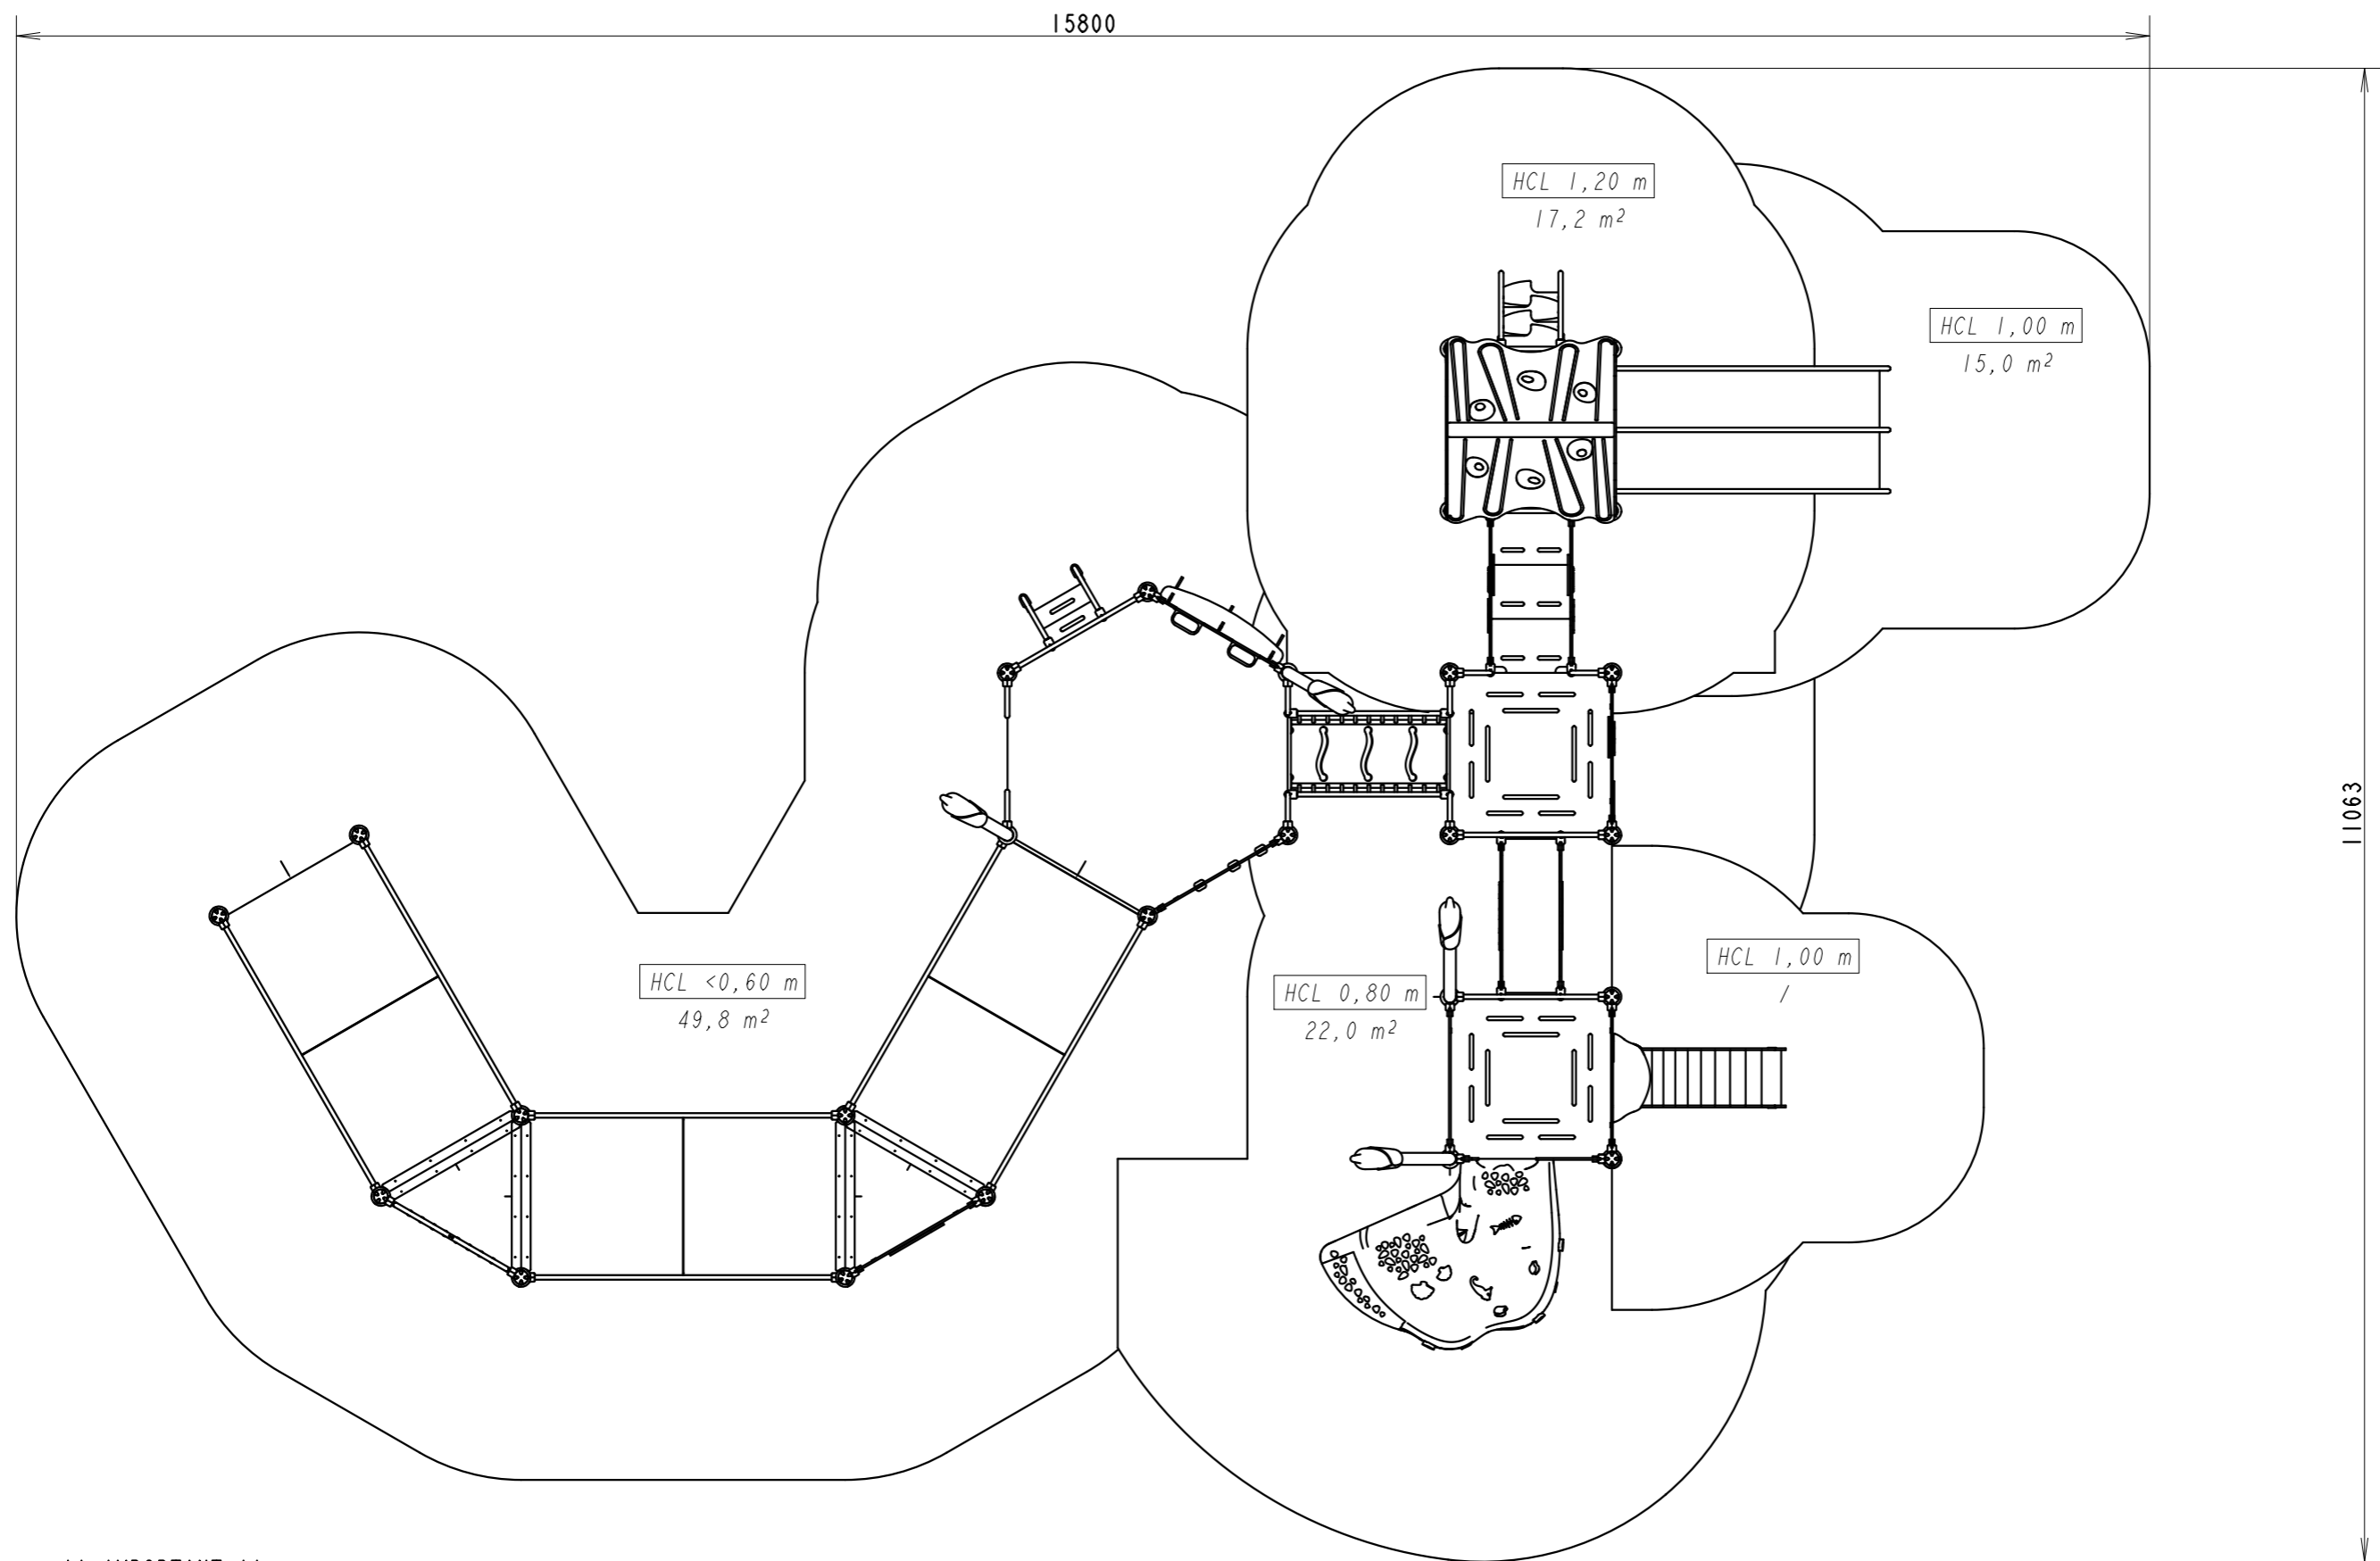 15800
HCL 1,20 m
17,2 m²
HCL 1,00 m
15,0 m²
11063
HCL <0,60 m
49,8 m²
HCL 0,80 m
22,0 m²
HCL 1,00 m
/